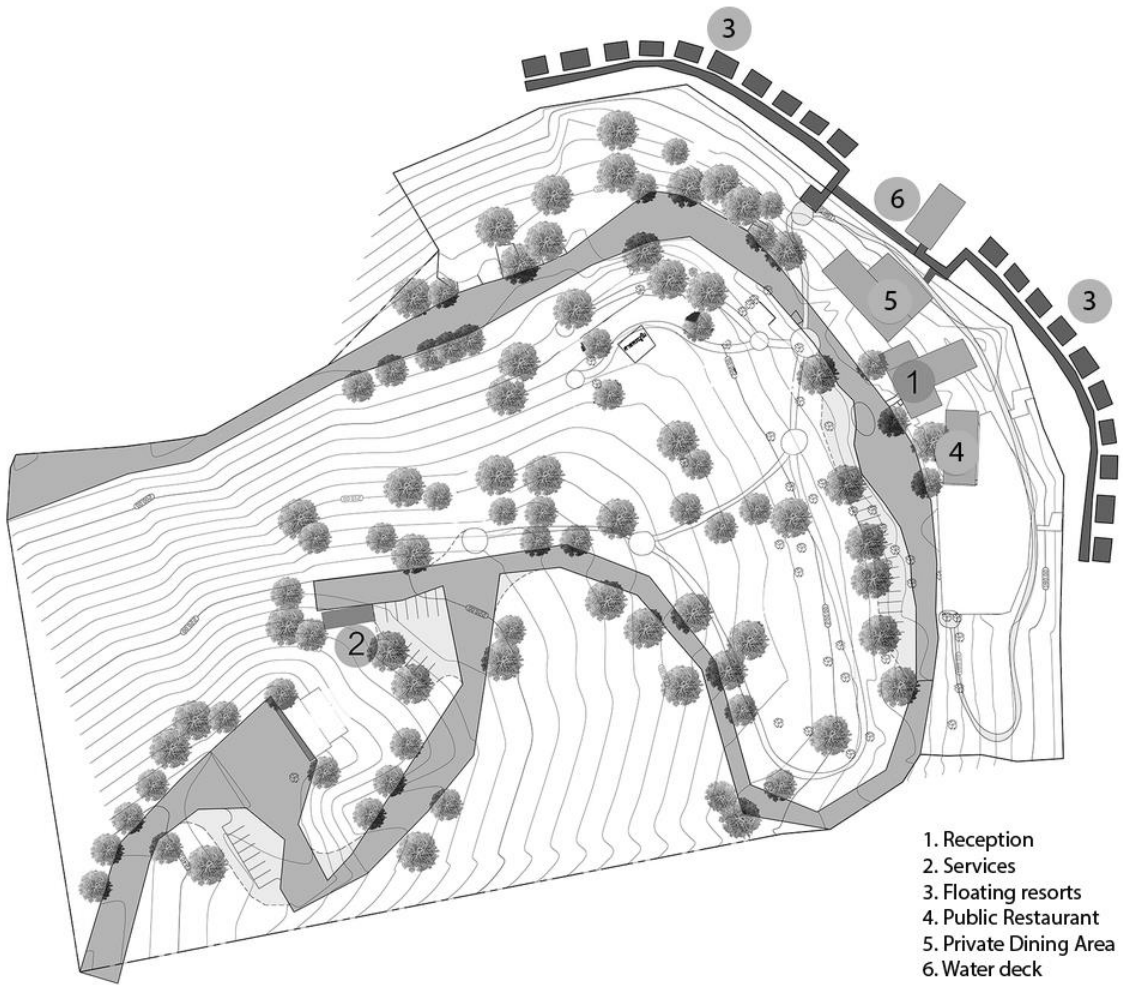 3
6
3
5
1
4
2
1. Reception
2. Services
3. Floating resorts
4. Public Restaurant
5. Private Dining Area
6. Water deck